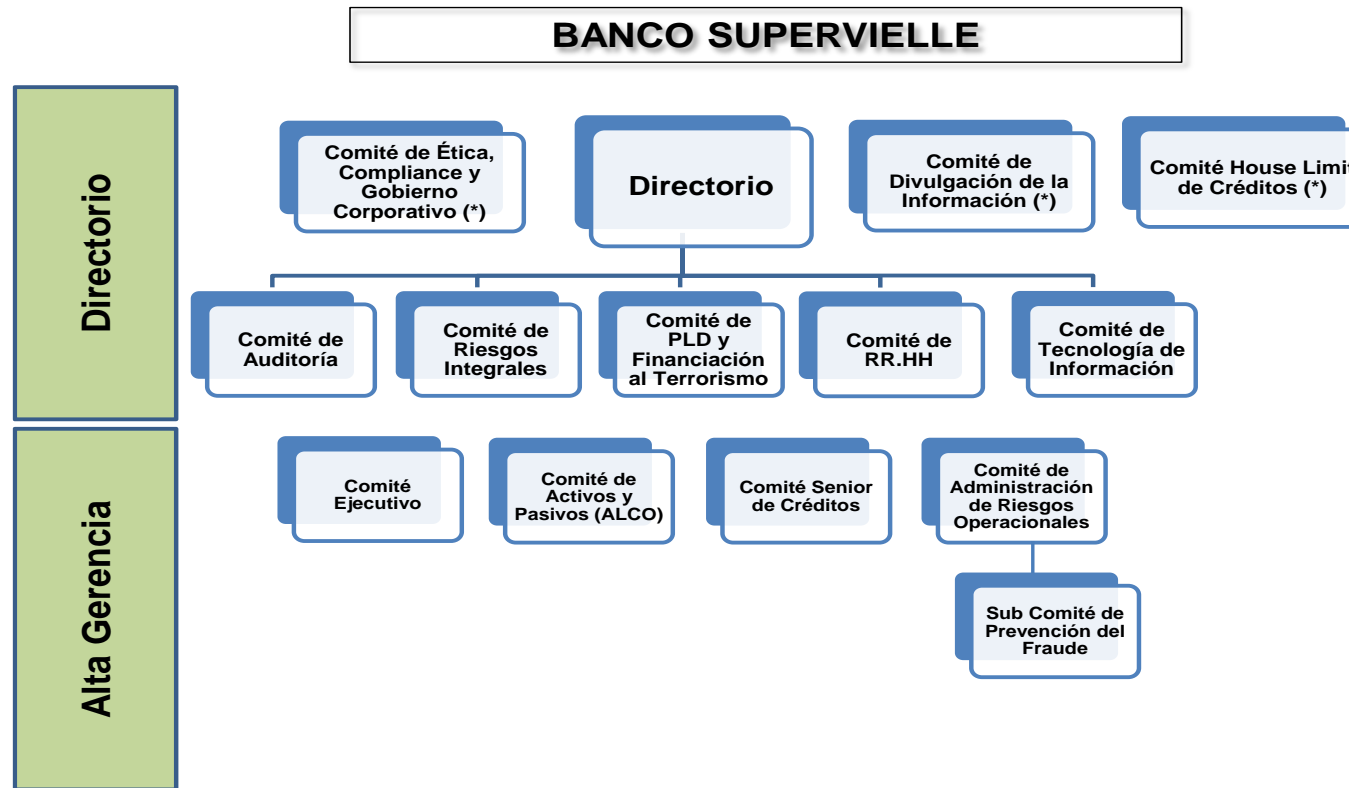 BANCO SUPERVIELLE
Directorio
Comité de Ética,
Compliance y
Gobierno
Corporativo (*)
Directorio
Comité de
Divulgación de la
Información (*)
Comité House Limit
de Créditos (*)
Comité de
Auditoría
Comité de
Riesgos
Integrales
Comité de
PLD y
Financiación
al Terrorismo
Comité de
RR.HH
Comité de
Tecnología de
Información
Alta Gerencia
Comité
Ejecutivo
Comité de
Activos y
Pasivos (ALCO)
Comité Senior
de Créditos
Comité de
Administración
de Riesgos
Operacionales
Sub Comité de
Prevención del
Fraude